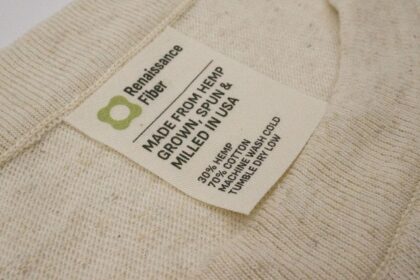 Renaissance
Fiber
MADE FROM HEMP
GROWN, SPUN &
MILLED IN USA
30% HEMP
70% COTTON
MACHINE WASH COLD
TUMBLE DRY LOW